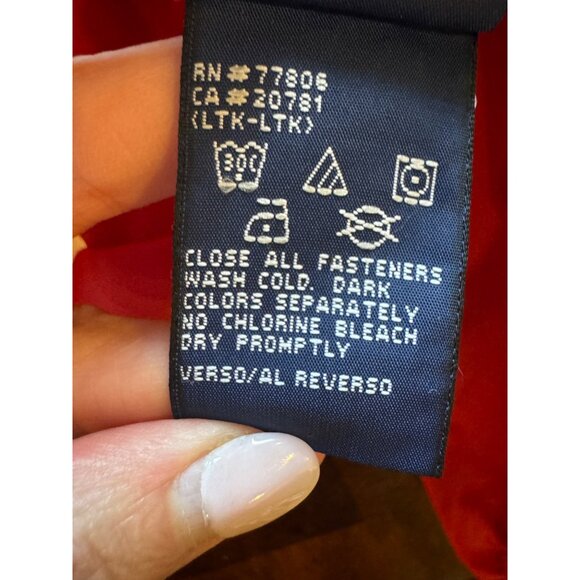 RN#77806
CA#20781
(LTK-LTK)
30C
CLOSE ALL FASTENERS
WASH COLD. DARK
COLORS SEPARATELY
NO CHLORINE BLEACH
DRY PROMPTLY
VERSO/AL REVERSO